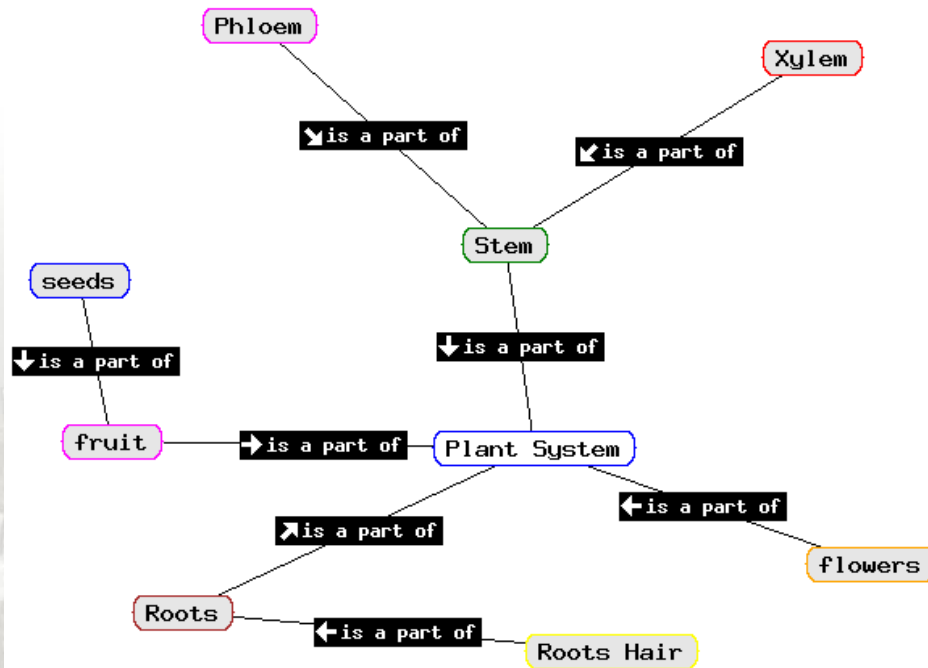 Phloem
Xylem
is a part of
is a part of
Stem
seeds
is a part of
is a part of
fruit
is a part of
Plant System
is a part of
is a part of
flowers
Roots
is a part of
Roots Hair